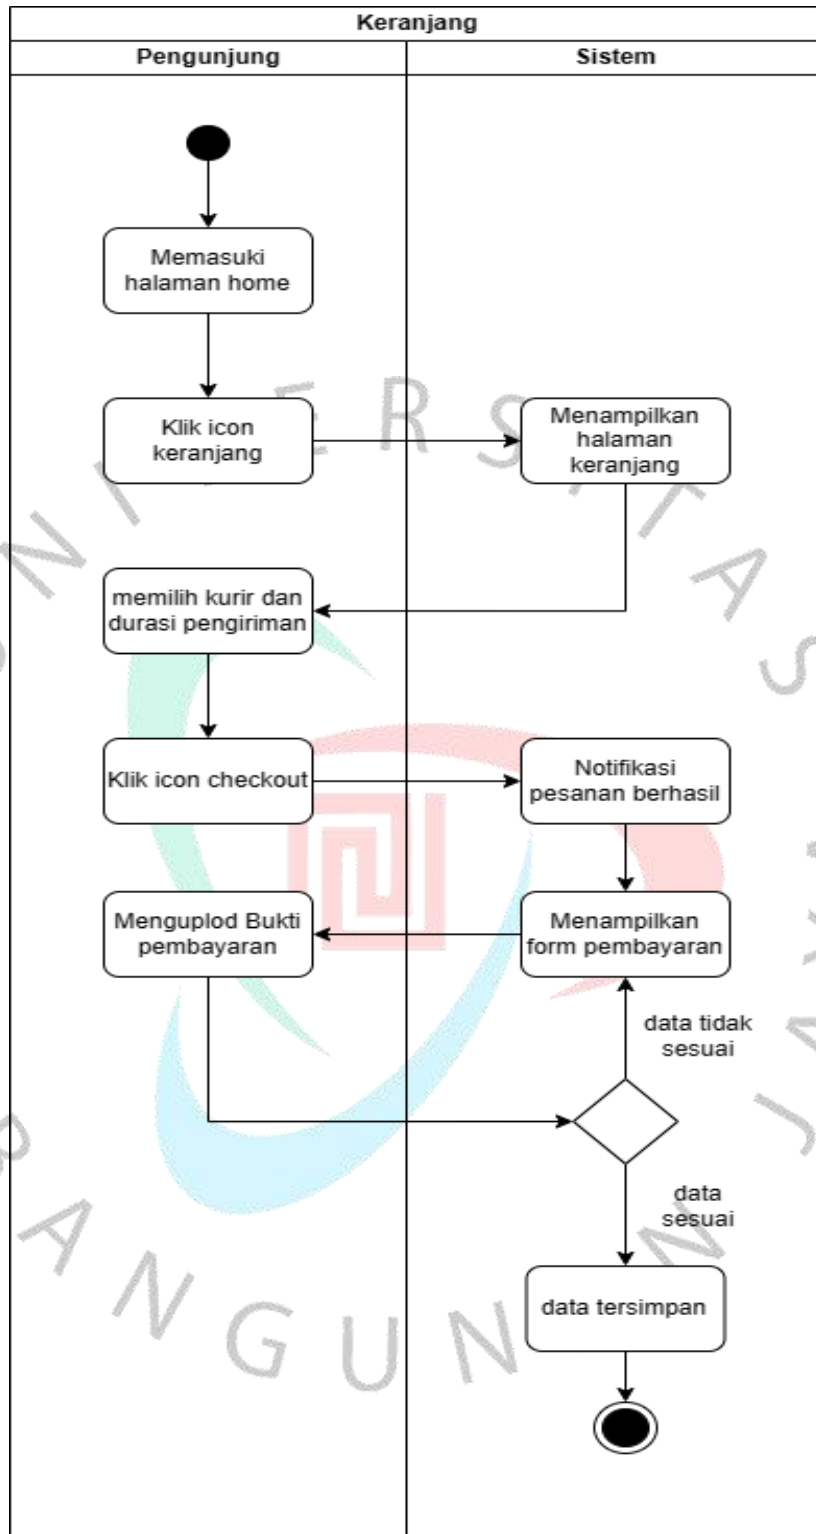 Keranjang
Pengunjung
Sistem
Memasuki
halaman home
Klik icon
keranjang
Menampilkan
halaman
keranjang
memilih kurir dan
durasi pengiriman
Klik icon checkout
Notifikasi
pesanan berhasil
Menguplod Bukti
pembayaran
Menampilkan
form pembayaran
data tidak
sesuai
data
sesuai
data tersimpan